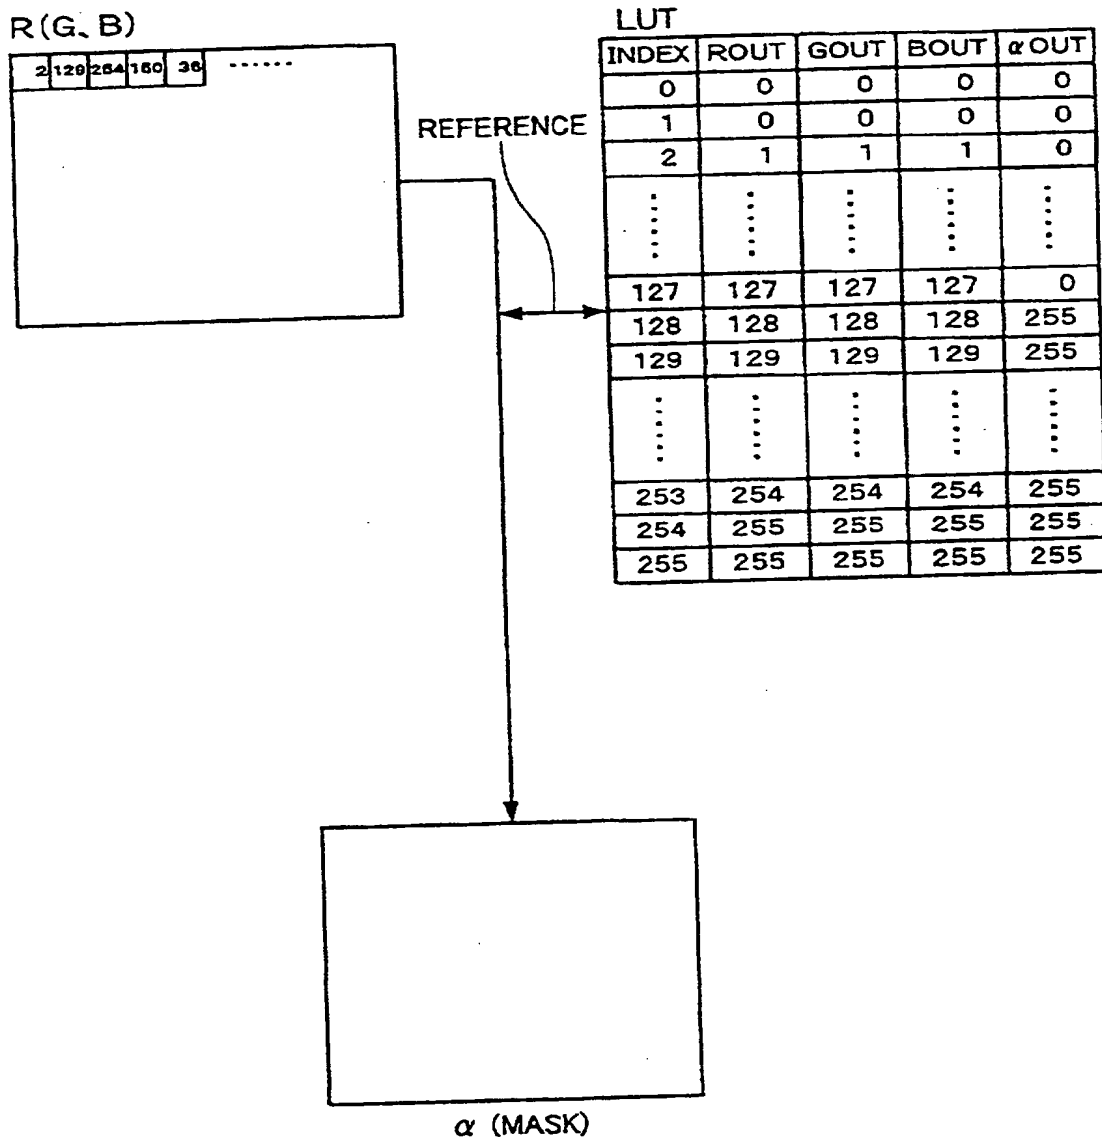 R(G、B)
2 129 254 160 36 ······
REFERENCE
LUT
INDEX ROUT GOUT BOUT α OUT
0 0 0 0 0
1 0 0 0 0
2 1 1 1 0
127 127 127 127 0
128 128 128 128 255
129 129 129 129 255
253 254 254 254 255
254 255 255 255 255
255 255 255 255 255
α (MASK)